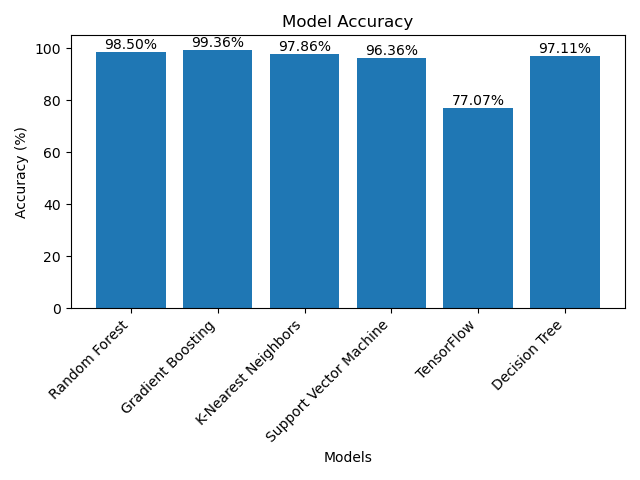 Model Accuracy
98.50%
99.36%
97.86%
96.36%
77.07%
97.11%
100
80
60
40
20
0
Accuracy (%)
Random Forest
Gradient Boosting
K-Nearest Neighbors
Support Vector Machine
TensorFlow
Decision Tree
Models